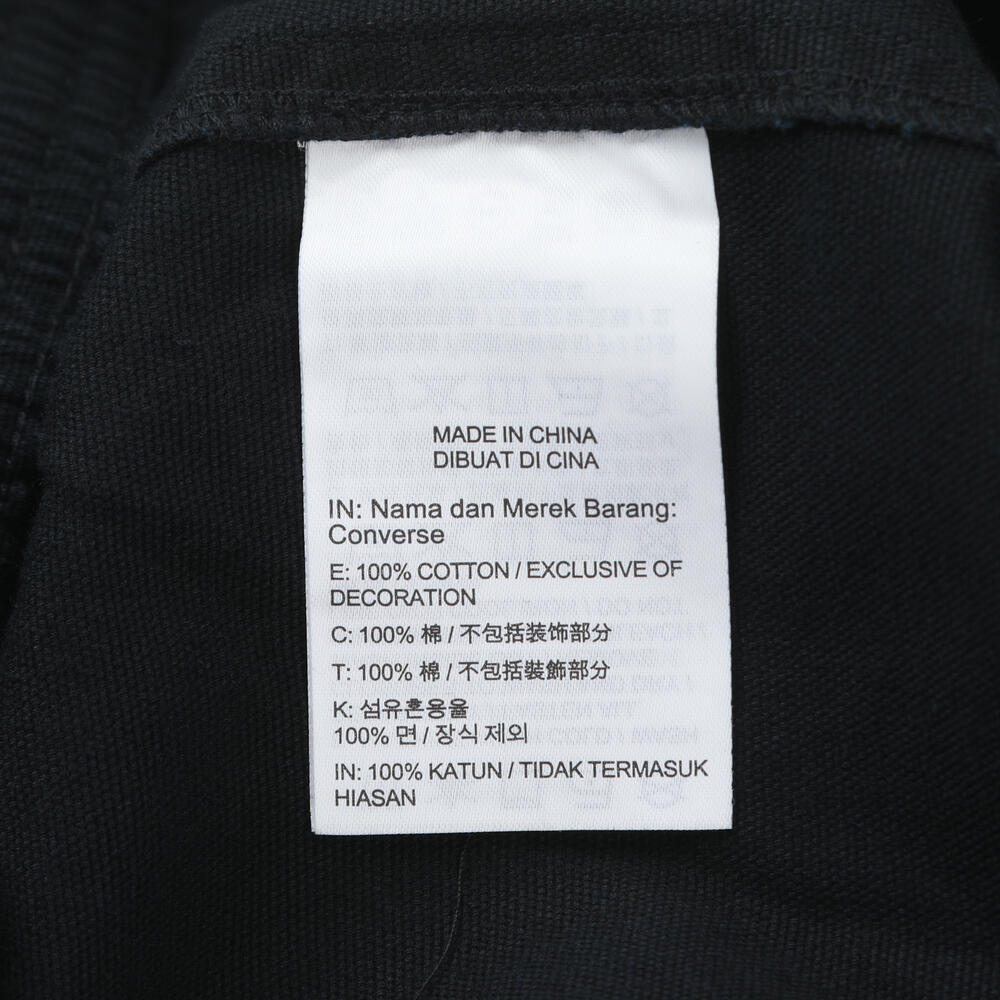 MADE IN CHINA
DIBUAT DI CINA
IN: Nama dan Merek Barang:
Converse
E: 100% COTTON / EXCLUSIVE OF
DECORATION
C: 100% 棉 / 不包括装饰部分
T: 100% 棉 / 不包括裝飾部分
K: 섬유혼용율
100% 면 / 장식 제외
IN: 100% KATUN / TIDAK TERMASUK
HIASAN